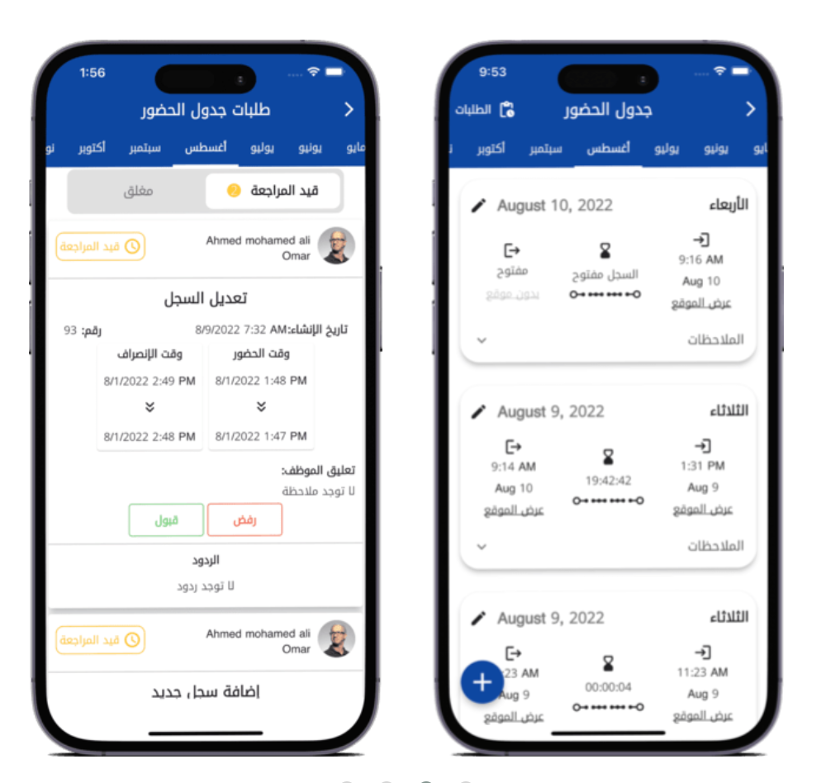 1:56
طلبات جدول الحضور
مايو يونيو يوليو أغسطس سبتمبر أكتوبر نو
قيد المراجعة 2 مغلق
Ahmed mohamed ali
Omar
قيد المراجعة
تعديل السجل
تاريخ الإنشاء: 8/9/2022 7:32 AM رقم: 93
وقت الحضور وقت الإنصراف
8/1/2022 1:48 PM 8/1/2022 2:49 PM
8/1/2022 1:47 PM 8/1/2022 2:48 PM
تعليق الموظف:
لا توجد ملاحظة
رفض قبول
الردود
لا توجد ردود
Ahmed mohamed ali
Omar
قيد المراجعة
إضافة سجل جديد
9:53
جدول الحضور الطلبات
ايو يونيو يوليو أغسطس سبتمبر أكتوبر ن
الأربعاء August 10, 2022
9:16 AM
Aug 10
عرض الموقع
السجل مفتوح
مفتوح
بدون موقع
الملاحظات
الثلاثاء August 9, 2022
1:31 PM
Aug 9
عرض الموقع
19:42:42
9:14 AM
Aug 10
عرض الموقع
الملاحظات
الثلاثاء August 9, 2022
11:23 AM
Aug 9
عرض الموقع
00:00:04
23 AM
Aug 9
عرض الموقع